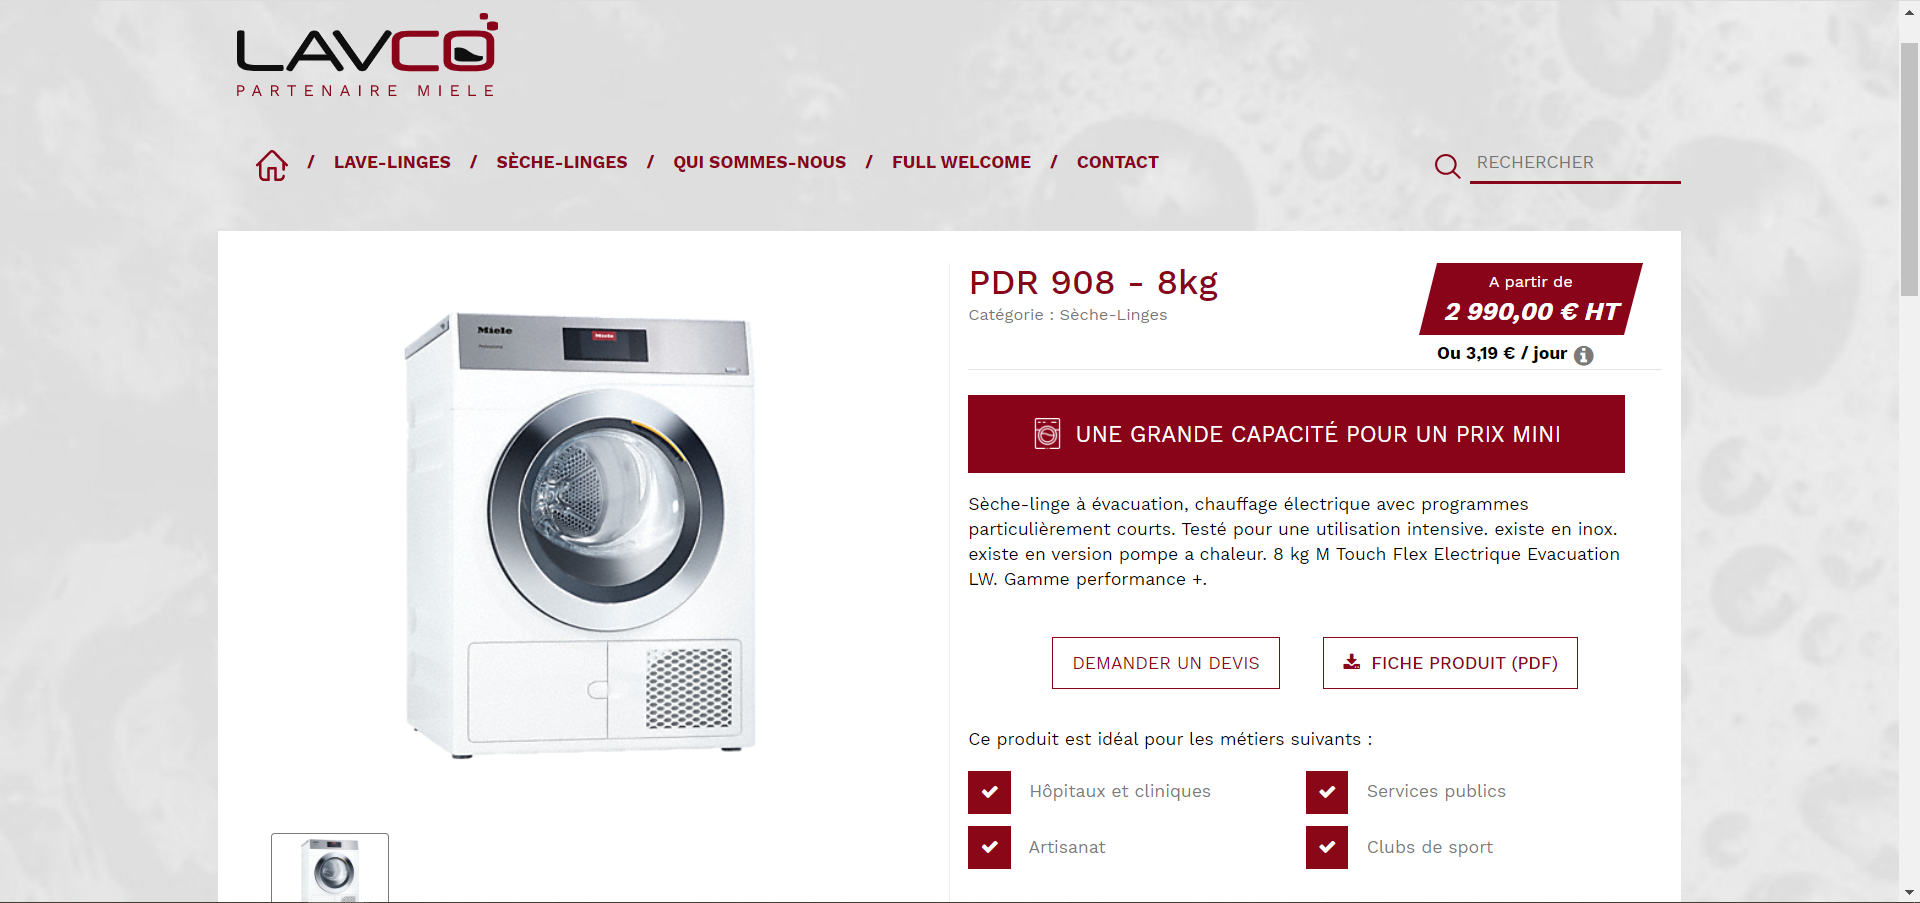 LAVCO
PARTENAIRE MIELE
/ LAVE-LINGES / SÈCHE-LINGES / QUI SOMMES-NOUS / FULL WELCOME / CONTACT
RECHERCHER
Miele
Professional
Miele
PDR 908 - 8kg
Catégorie : Sèche-Linges
A partir de
2 990,00 € HT
Ou 3,19 € / jour
UNE GRANDE CAPACITÉ POUR UN PRIX MINI
Sèche-linge à évacuation, chauffage électrique avec programmes
particulièrement courts. Testé pour une utilisation intensive. existe en inox.
existe en version pompe a chaleur. 8 kg M Touch Flex Electrique Evacuation
LW. Gamme performance +.
DEMANDER UN DEVIS
FICHE PRODUIT (PDF)
Ce produit est idéal pour les métiers suivants :
Hôpitaux et cliniques
Services publics
Artisanat
Clubs de sport